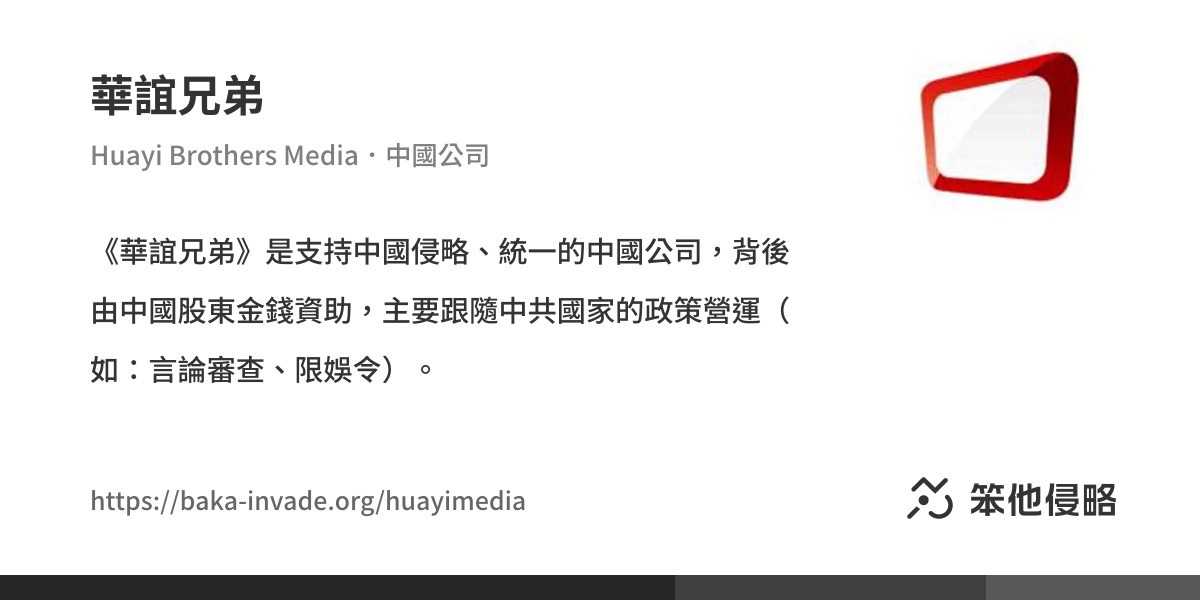 華誼兄弟
Huayi Brothers Media・中國公司
《華誼兄弟》是支持中國侵略、統一的中國公司，背後
由中國股東金錢資助，主要跟隨中共國家的政策營運（
如：言論審查、限娛令）。
https://baka-invade.org/huayimedia
笨他侵略